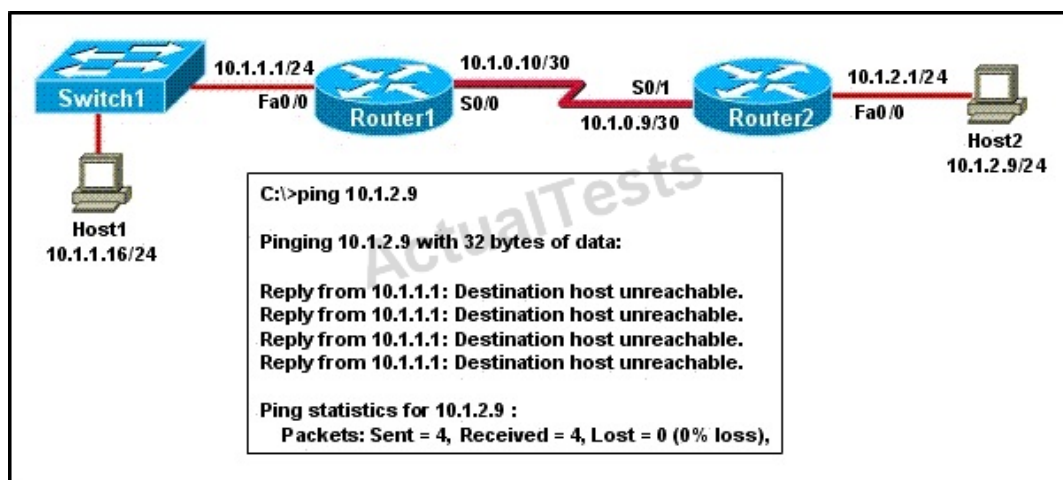 10.1.1.1/24
10.1.0.10/30
S0/1
10.1.2.1/24
Switch1
Fa0/0
Router1
S0/0
10.1.0.9/30
Router2
Fa0/0
Host2
10.1.2.9/24
Host1
10.1.1.16/24
C:\>ping 10.1.2.9
Pinging 10.1.2.9 with 32 bytes of data:
Reply from 10.1.1.1: Destination host unreachable.
Reply from 10.1.1.1: Destination host unreachable.
Reply from 10.1.1.1: Destination host unreachable.
Reply from 10.1.1.1: Destination host unreachable.
Ping statistics for 10.1.2.9 :
Packets: Sent = 4, Received = 4, Lost = 0 (0% loss),
ActualTests